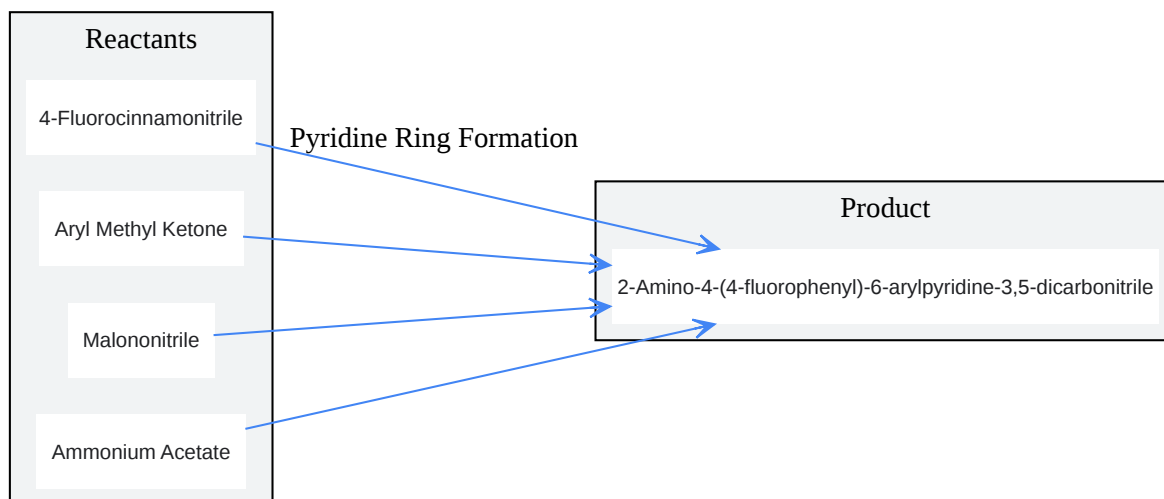 Reactants
4-Fluorocinnamonitrile
Pyridine Ring Formation
Aryl Methyl Ketone
Product
2-Amino-4-(4-fluorophenyl)-6-arylpyridine-3,5-dicarbonitrile
Malononitrile
Ammonium Acetate